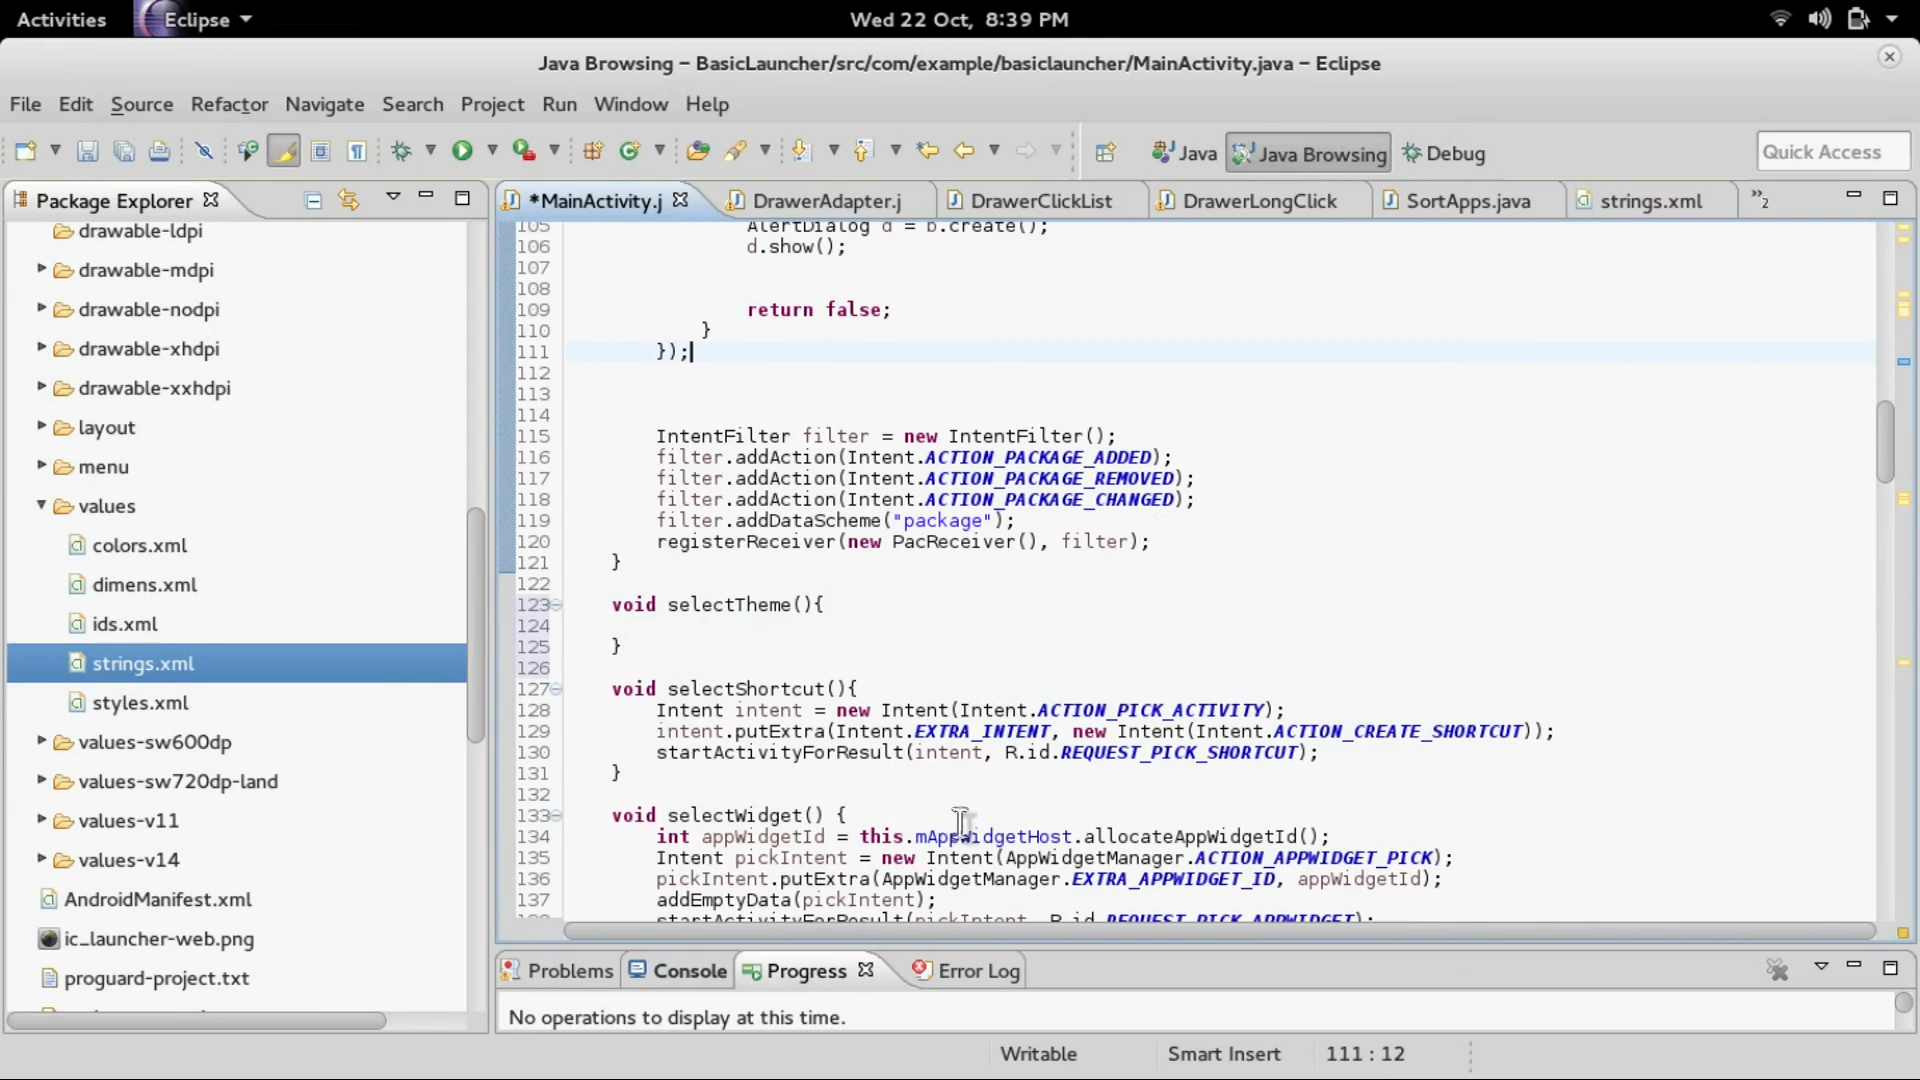 Activities Eclipse Wed 22 Oct, 8:39 PM
Java Browsing – BasicLauncher/src/com/example/basiclauncher/MainActivity.java – Eclipse
File Edit Source Refactor Navigate Search Project Run Window Help
Java Java Browsing Debug Quick Access
Package Explorer
*MainActivity.j DrawerAdapter.j DrawerClickList DrawerLongClick SortApps.java strings.xml »2
drawable-ldpi
drawable-mdpi
drawable-nodpi
drawable-xhdpi
drawable-xxhdpi
layout
menu
values
colors.xml
dimens.xml
ids.xml
strings.xml
styles.xml
values-sw600dp
values-sw720dp-land
values-v11
values-v14
AndroidManifest.xml
ic_launcher-web.png
proguard-project.txt
105 AlertDialog d = b.create();
106 d.show();
107
108
109 return false;
110 }
111 });
112
113
114
115 IntentFilter filter = new IntentFilter();
116 filter.addAction(Intent.ACTION_PACKAGE_ADDED);
117 filter.addAction(Intent.ACTION_PACKAGE_REMOVED);
118 filter.addAction(Intent.ACTION_PACKAGE_CHANGED);
119 filter.addDataScheme("package");
120 registerReceiver(new PacReceiver(), filter);
121 }
122
123 void selectTheme(){
124
125 }
126
127 void selectShortcut(){
128 Intent intent = new Intent(Intent.ACTION_PICK_ACTIVITY);
129 intent.putExtra(Intent.EXTRA_INTENT, new Intent(Intent.ACTION_CREATE_SHORTCUT));
130 startActivityForResult(intent, R.id.REQUEST_PICK_SHORTCUT);
131 }
132
133 void selectWidget() {
134 int appWidgetId = this.mAppWidgetHost.allocateAppWidgetId();
135 Intent pickIntent = new Intent(AppWidgetManager.ACTION_APPWIDGET_PICK);
136 pickIntent.putExtra(AppWidgetManager.EXTRA_APPWIDGET_ID, appWidgetId);
137 addEmptyData(pickIntent);
138 startActivityForResult(pickIntent, R.id.REQUEST_PICK_APPWIDGET);
Problems Console Progress Error Log
No operations to display at this time.
Writable Smart Insert 111 : 12